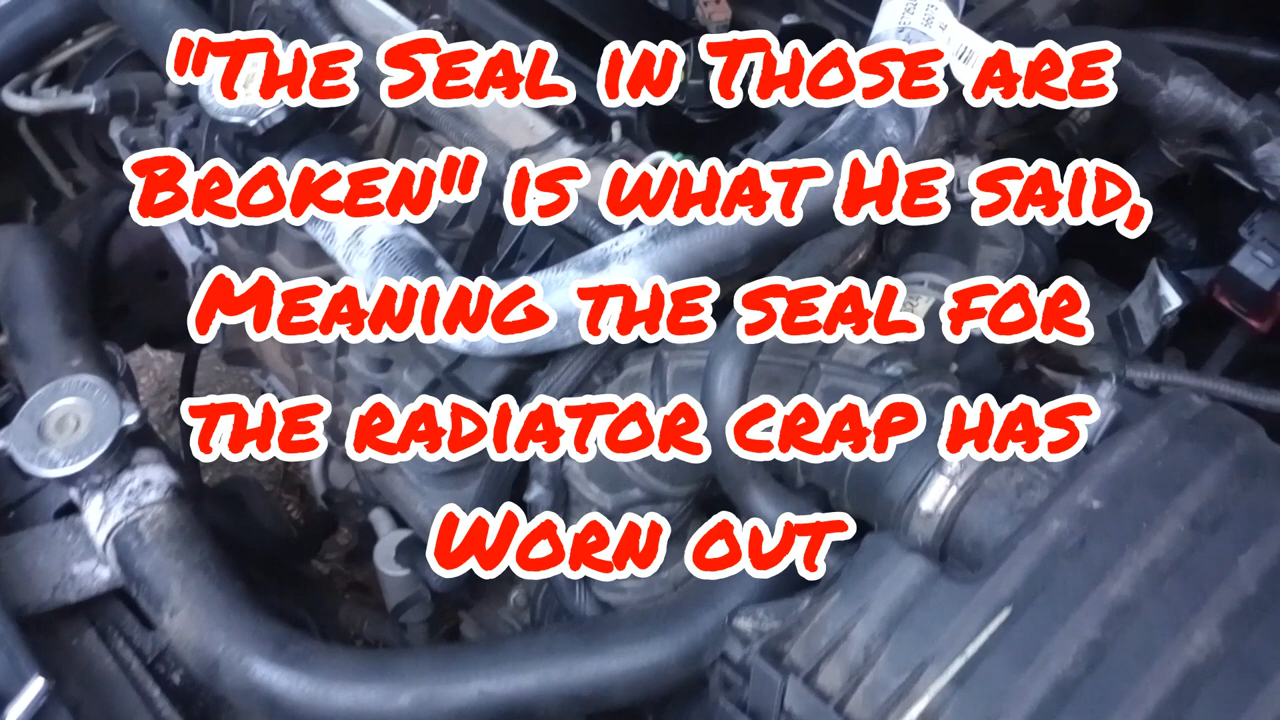 "The Seal in Those are
Broken" is what He said,
Meaning the seal for
the radiator crap has
Worn out